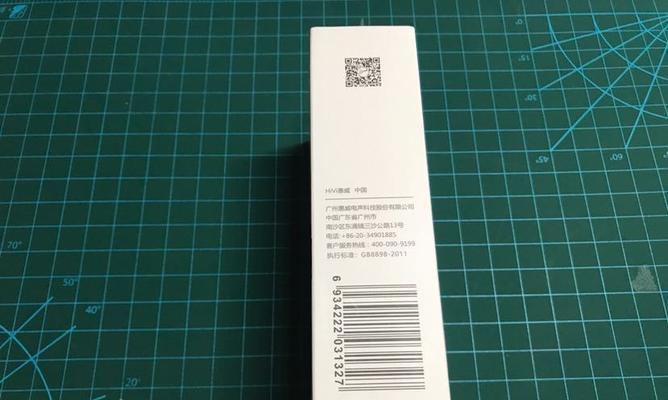 HiVi惠威 中国
广州惠威电声科技股份有限公司
中国广东省广州市
南沙区东涌镇三沙公路13号
电话: +86-20-34901885
客户服务热线: 400-090-9199
执行标准: GB8898-2011
6 934222 031327
15°
30°
45°
60°
70°
50°
40°
20°